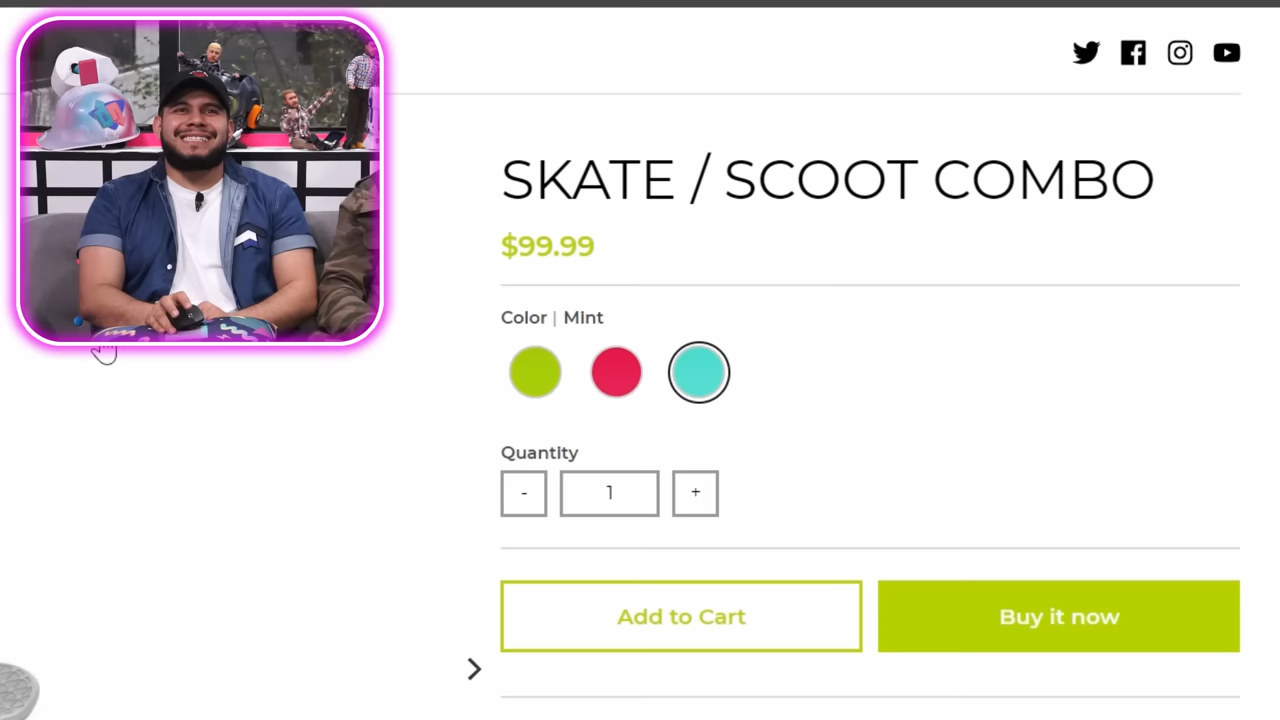 SKATE / SCOOT COMBO
$99.99
Color | Mint
Quantity
- 1 +
Add to Cart
Buy it now